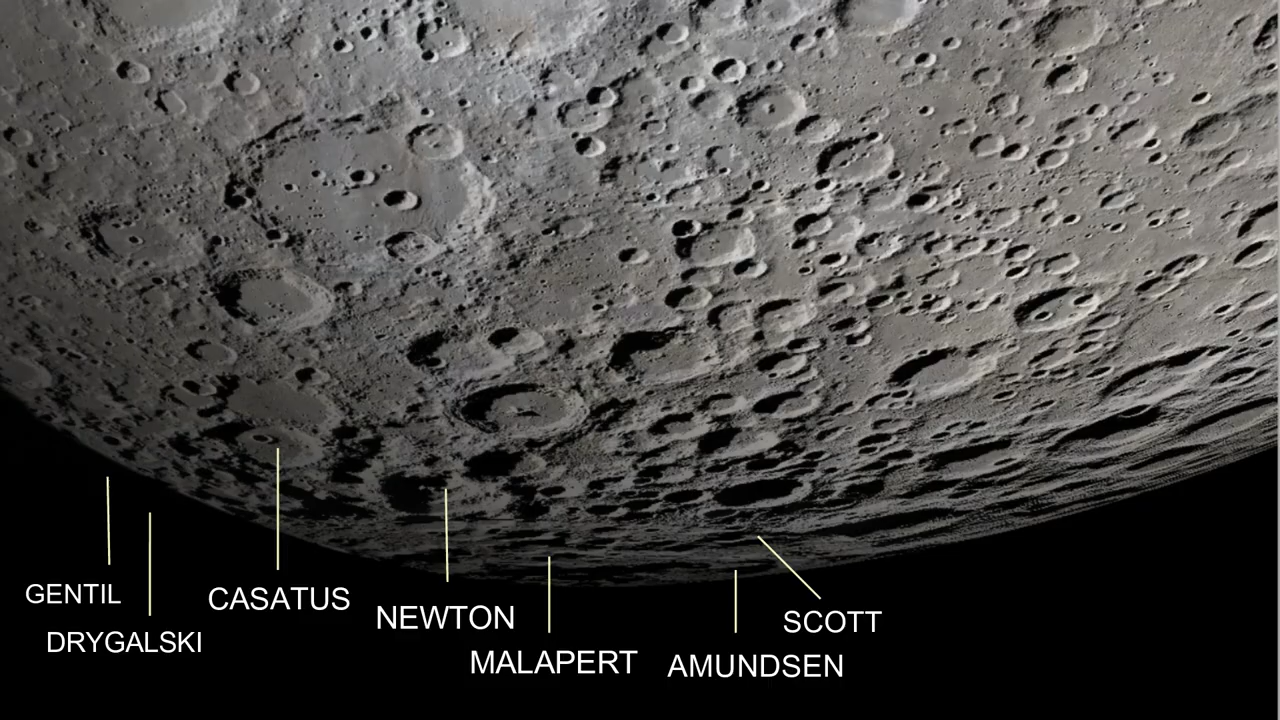 GENTIL
CASATUS
NEWTON
SCOTT
DRYGALSKI
MALAPERT
AMUNDSEN